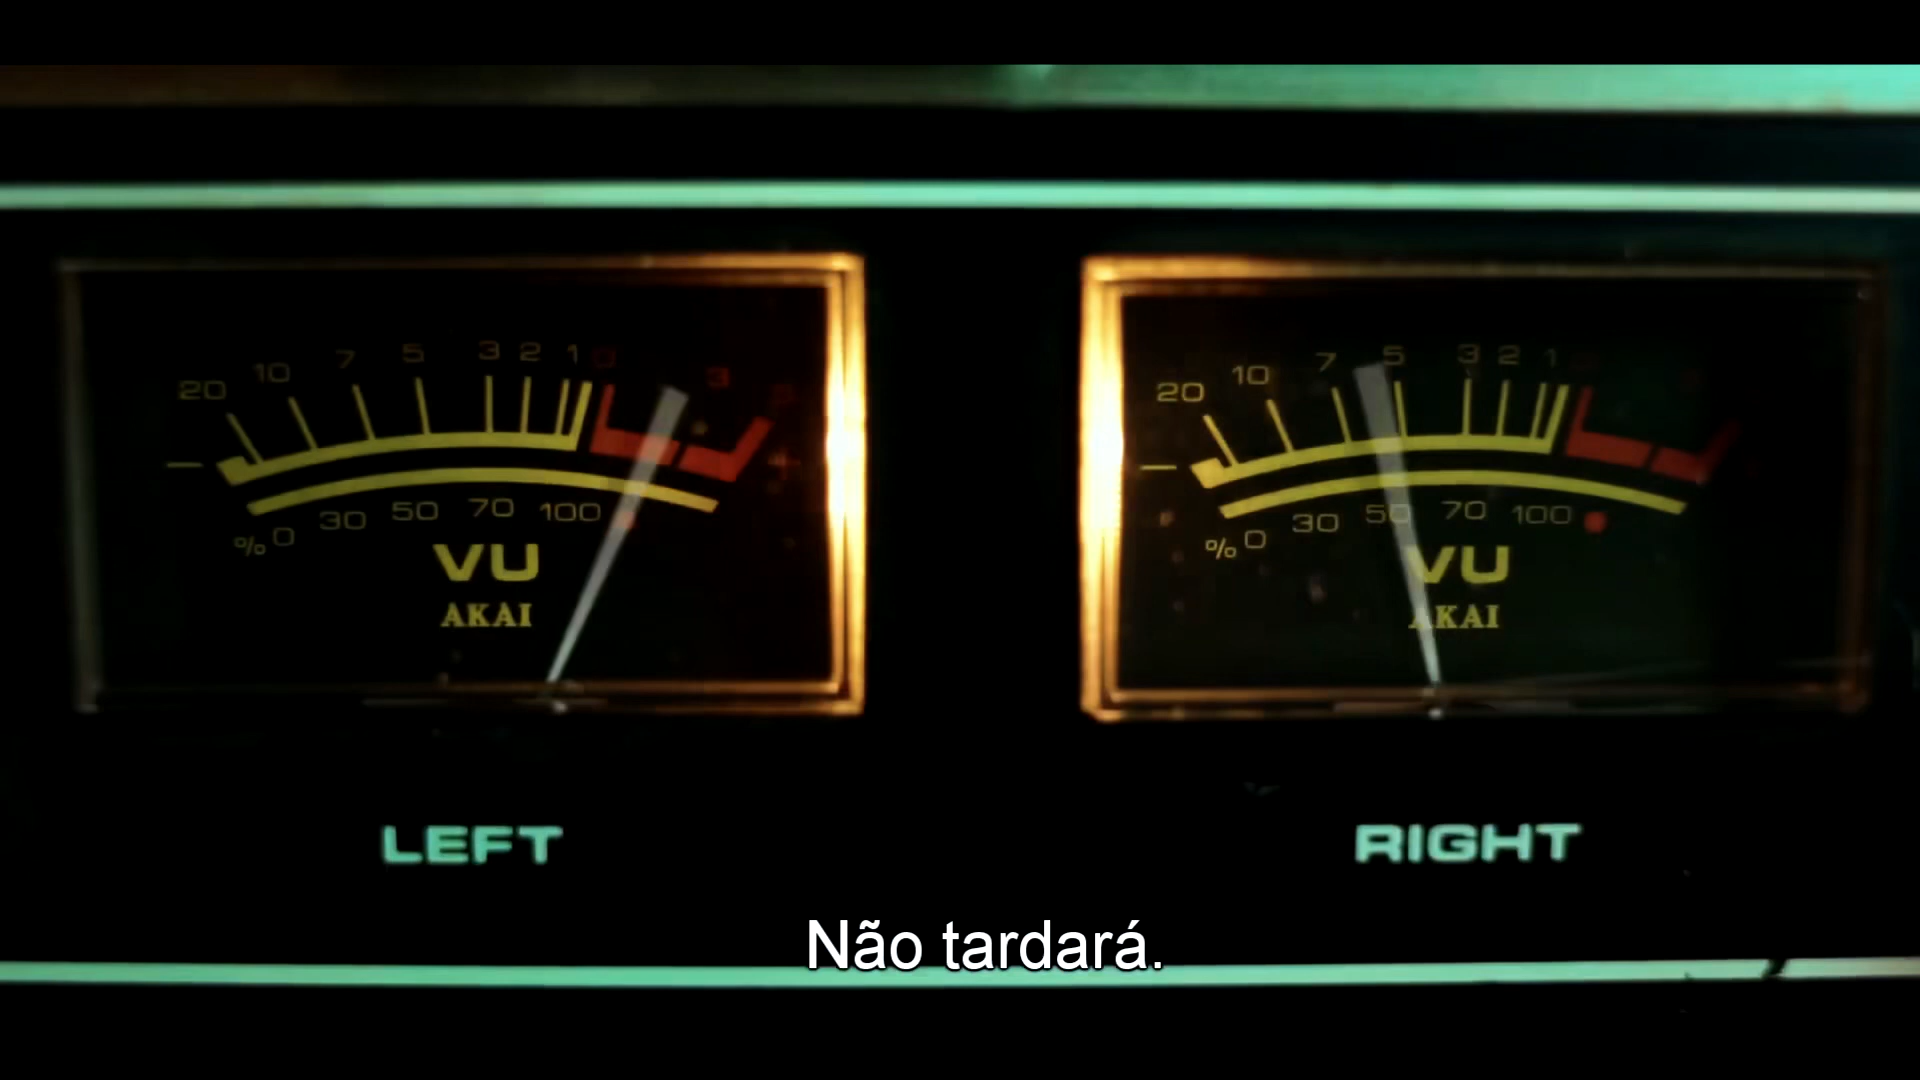 20 10 7 5 3 2 1 0 3
% 0 30 50 70 100
VU
AKAI
LEFT
20 10 7 5 3 2 1
% 0 30 50 70 100
VU
AKAI
RIGHT
Não tardará.